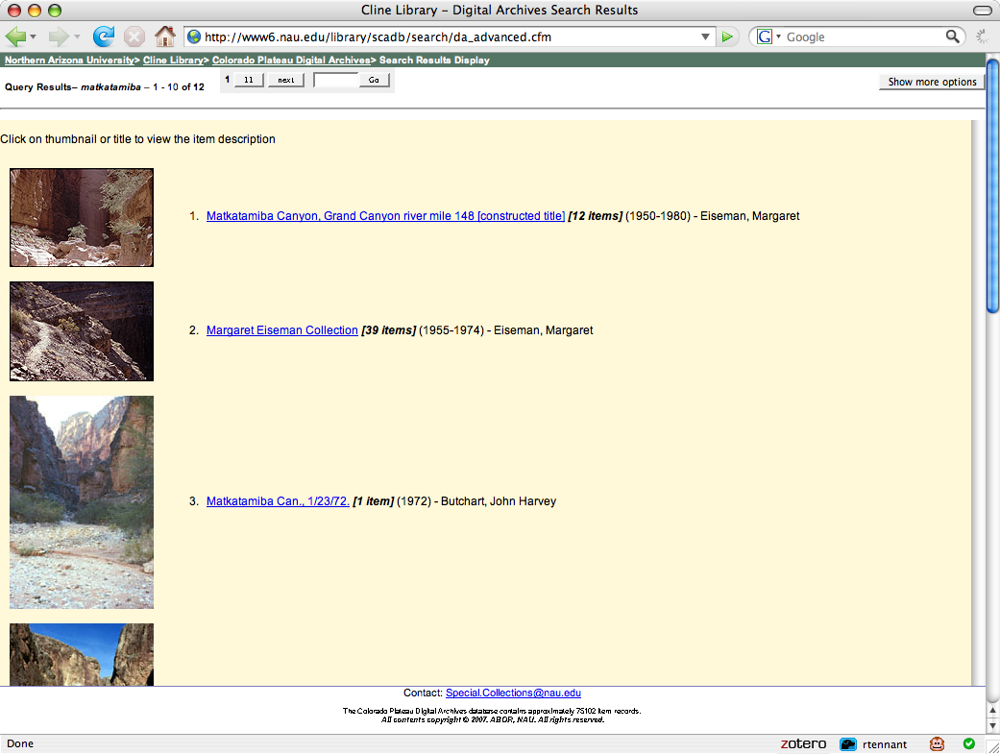 Cline Library – Digital Archives Search Results
http://www6.nau.edu/library/scadb/search/da_advanced.cfm
G
Google
Northern Arizona University> Cline Library> Colorado Plateau Digital Archives> Search Results Display
Query Results– matkatamiba – 1 - 10 of 12
1 11 next Go
Show more options
Click on thumbnail or title to view the item description
1. Matkatamiba Canyon, Grand Canyon river mile 148 [constructed title] [12 items] (1950-1980) - Eiseman, Margaret
2. Margaret Eiseman Collection [39 items] (1955-1974) - Eiseman, Margaret
3. Matkatamiba Can., 1/23/72. [1 item] (1972) - Butchart, John Harvey
Contact: Special.Collections@nau.edu
The Colorado Plateau Digital Archives database contains approximately 75102 item records.
All contents copyright © 2007. ABOR, NAU. All rights reserved.
Done
zotero
rtennant